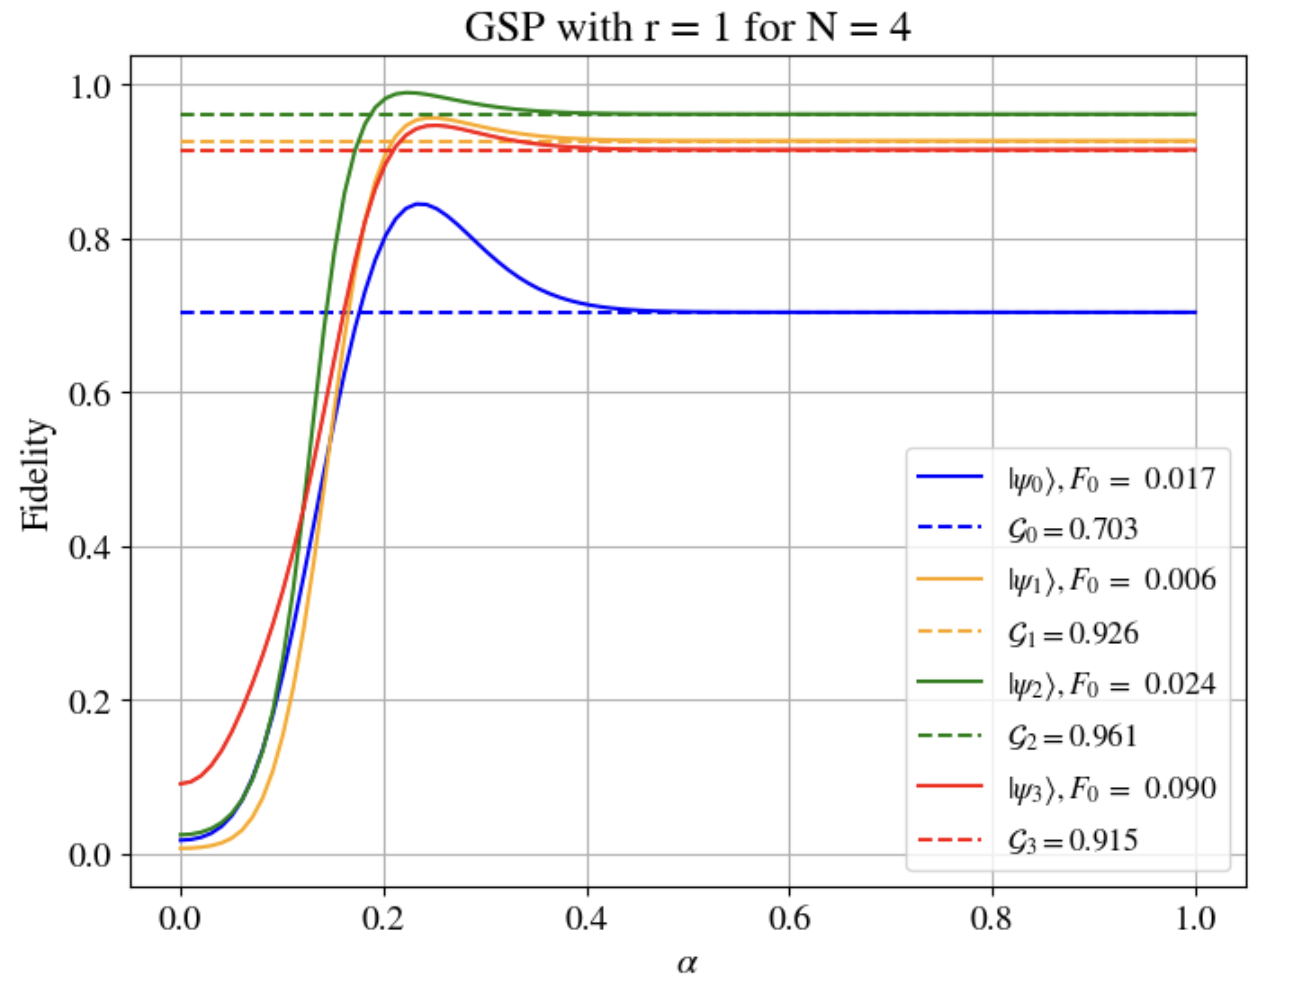 GSP with r = 1 for N = 4
1.0
0.8
0.6
0.4
0.2
0.0
Fidelity
|ψ₀⟩, F₀ = 0.017
𝒢₀ = 0.703
|ψ₁⟩, F₀ = 0.006
𝒢₁ = 0.926
|ψ₂⟩, F₀ = 0.024
𝒢₂ = 0.961
|ψ₃⟩, F₀ = 0.090
𝒢₃ = 0.915
0.0 0.2 0.4 0.6 0.8 1.0
α